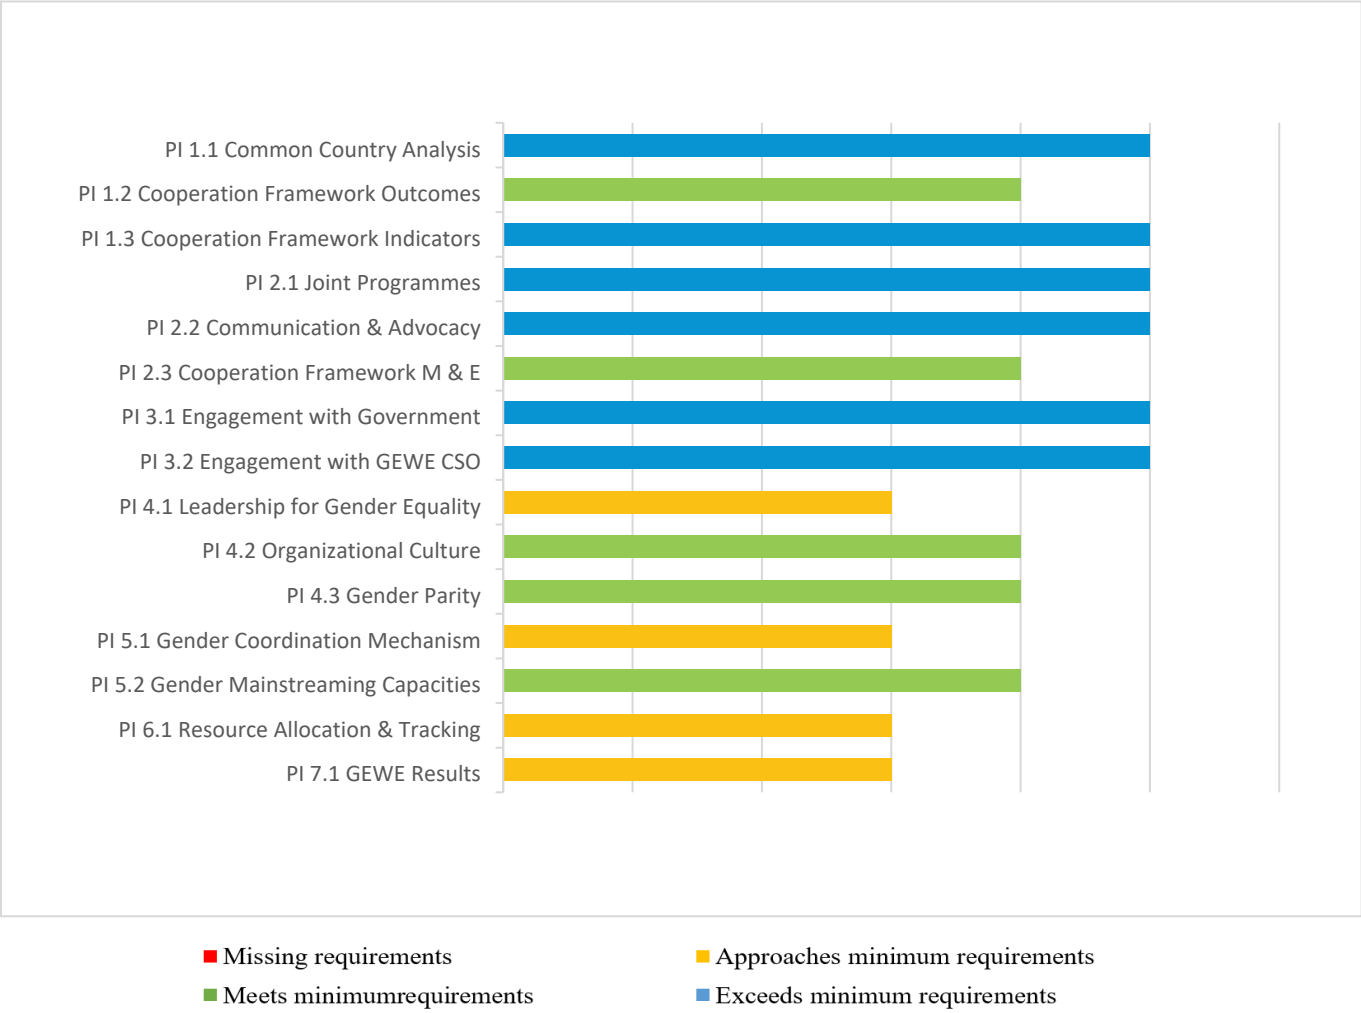 PI 1.1 Common Country Analysis
PI 1.2 Cooperation Framework Outcomes
PI 1.3 Cooperation Framework Indicators
PI 2.1 Joint Programmes
PI 2.2 Communication & Advocacy
PI 2.3 Cooperation Framework M & E
PI 3.1 Engagement with Government
PI 3.2 Engagement with GEWE CSO
PI 4.1 Leadership for Gender Equality
PI 4.2 Organizational Culture
PI 4.3 Gender Parity
PI 5.1 Gender Coordination Mechanism
PI 5.2 Gender Mainstreaming Capacities
PI 6.1 Resource Allocation & Tracking
PI 7.1 GEWE Results
Missing requirements
Approaches minimum requirements
Meets minimumrequirements
Exceeds minimum requirements